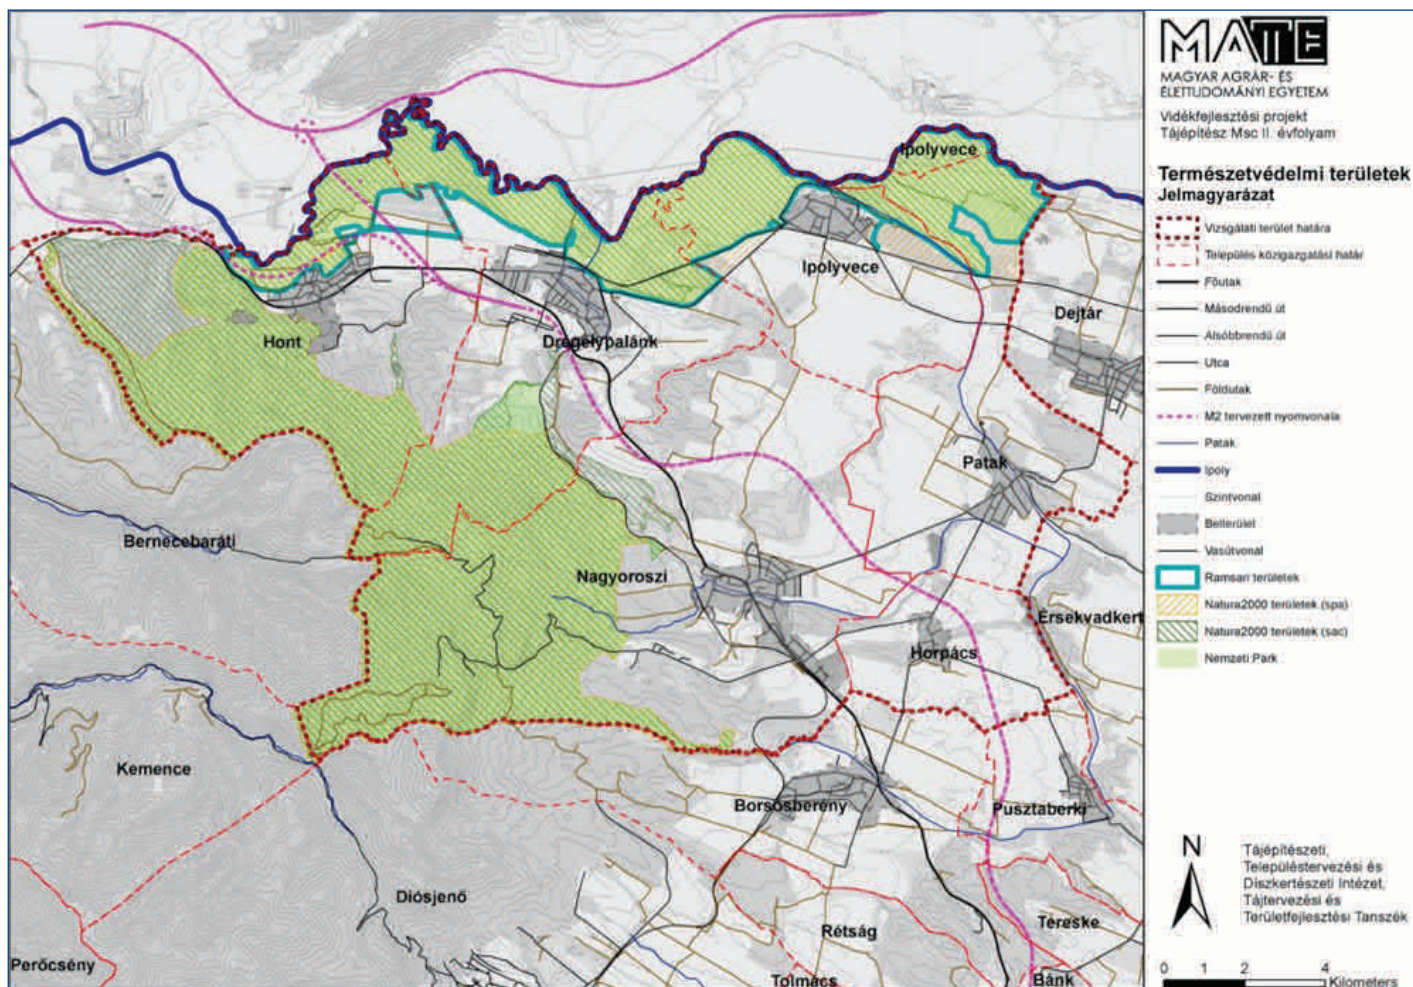 MATE
MAGYAR AGRÁR- ÉS
ÉLETTUDOMÁNYI EGYETEM
Vidékfejlesztési projekt
Tájépítész Msc II. évfolyam
Természetvédelmi területek
Jelmagyarázat
Vizsgálati terület határa
Település közigazgatási határ
Főutak
Másodrendű út
Alsóbbrendű út
Utca
Földutak
M2 tervezett nyomvonala
Patak
Ipoly
Szintvonal
Belterület
Vasútvonal
Ramsari területek
Natura2000 területek (spa)
Natura2000 területek (sac)
Nemzeti Park
N
Tájépítészeti,
Településtervezési és
Díszkertészeti Intézet,
Tájtervezési és
Területfejlesztési Tanszék
0 1 2 4
Kilometers
Ipolyvece
Ipolyvece
Dejtár
Hont
Drégelypalánk
Patak
Bernecebaráti
Nagyoroszi
Érsekvadkert
Horpács
Kemence
Borsosberény
Pusztaberki
Diósjenő
Rétság
Tereske
Perőcsény
Tolmács
Bánk